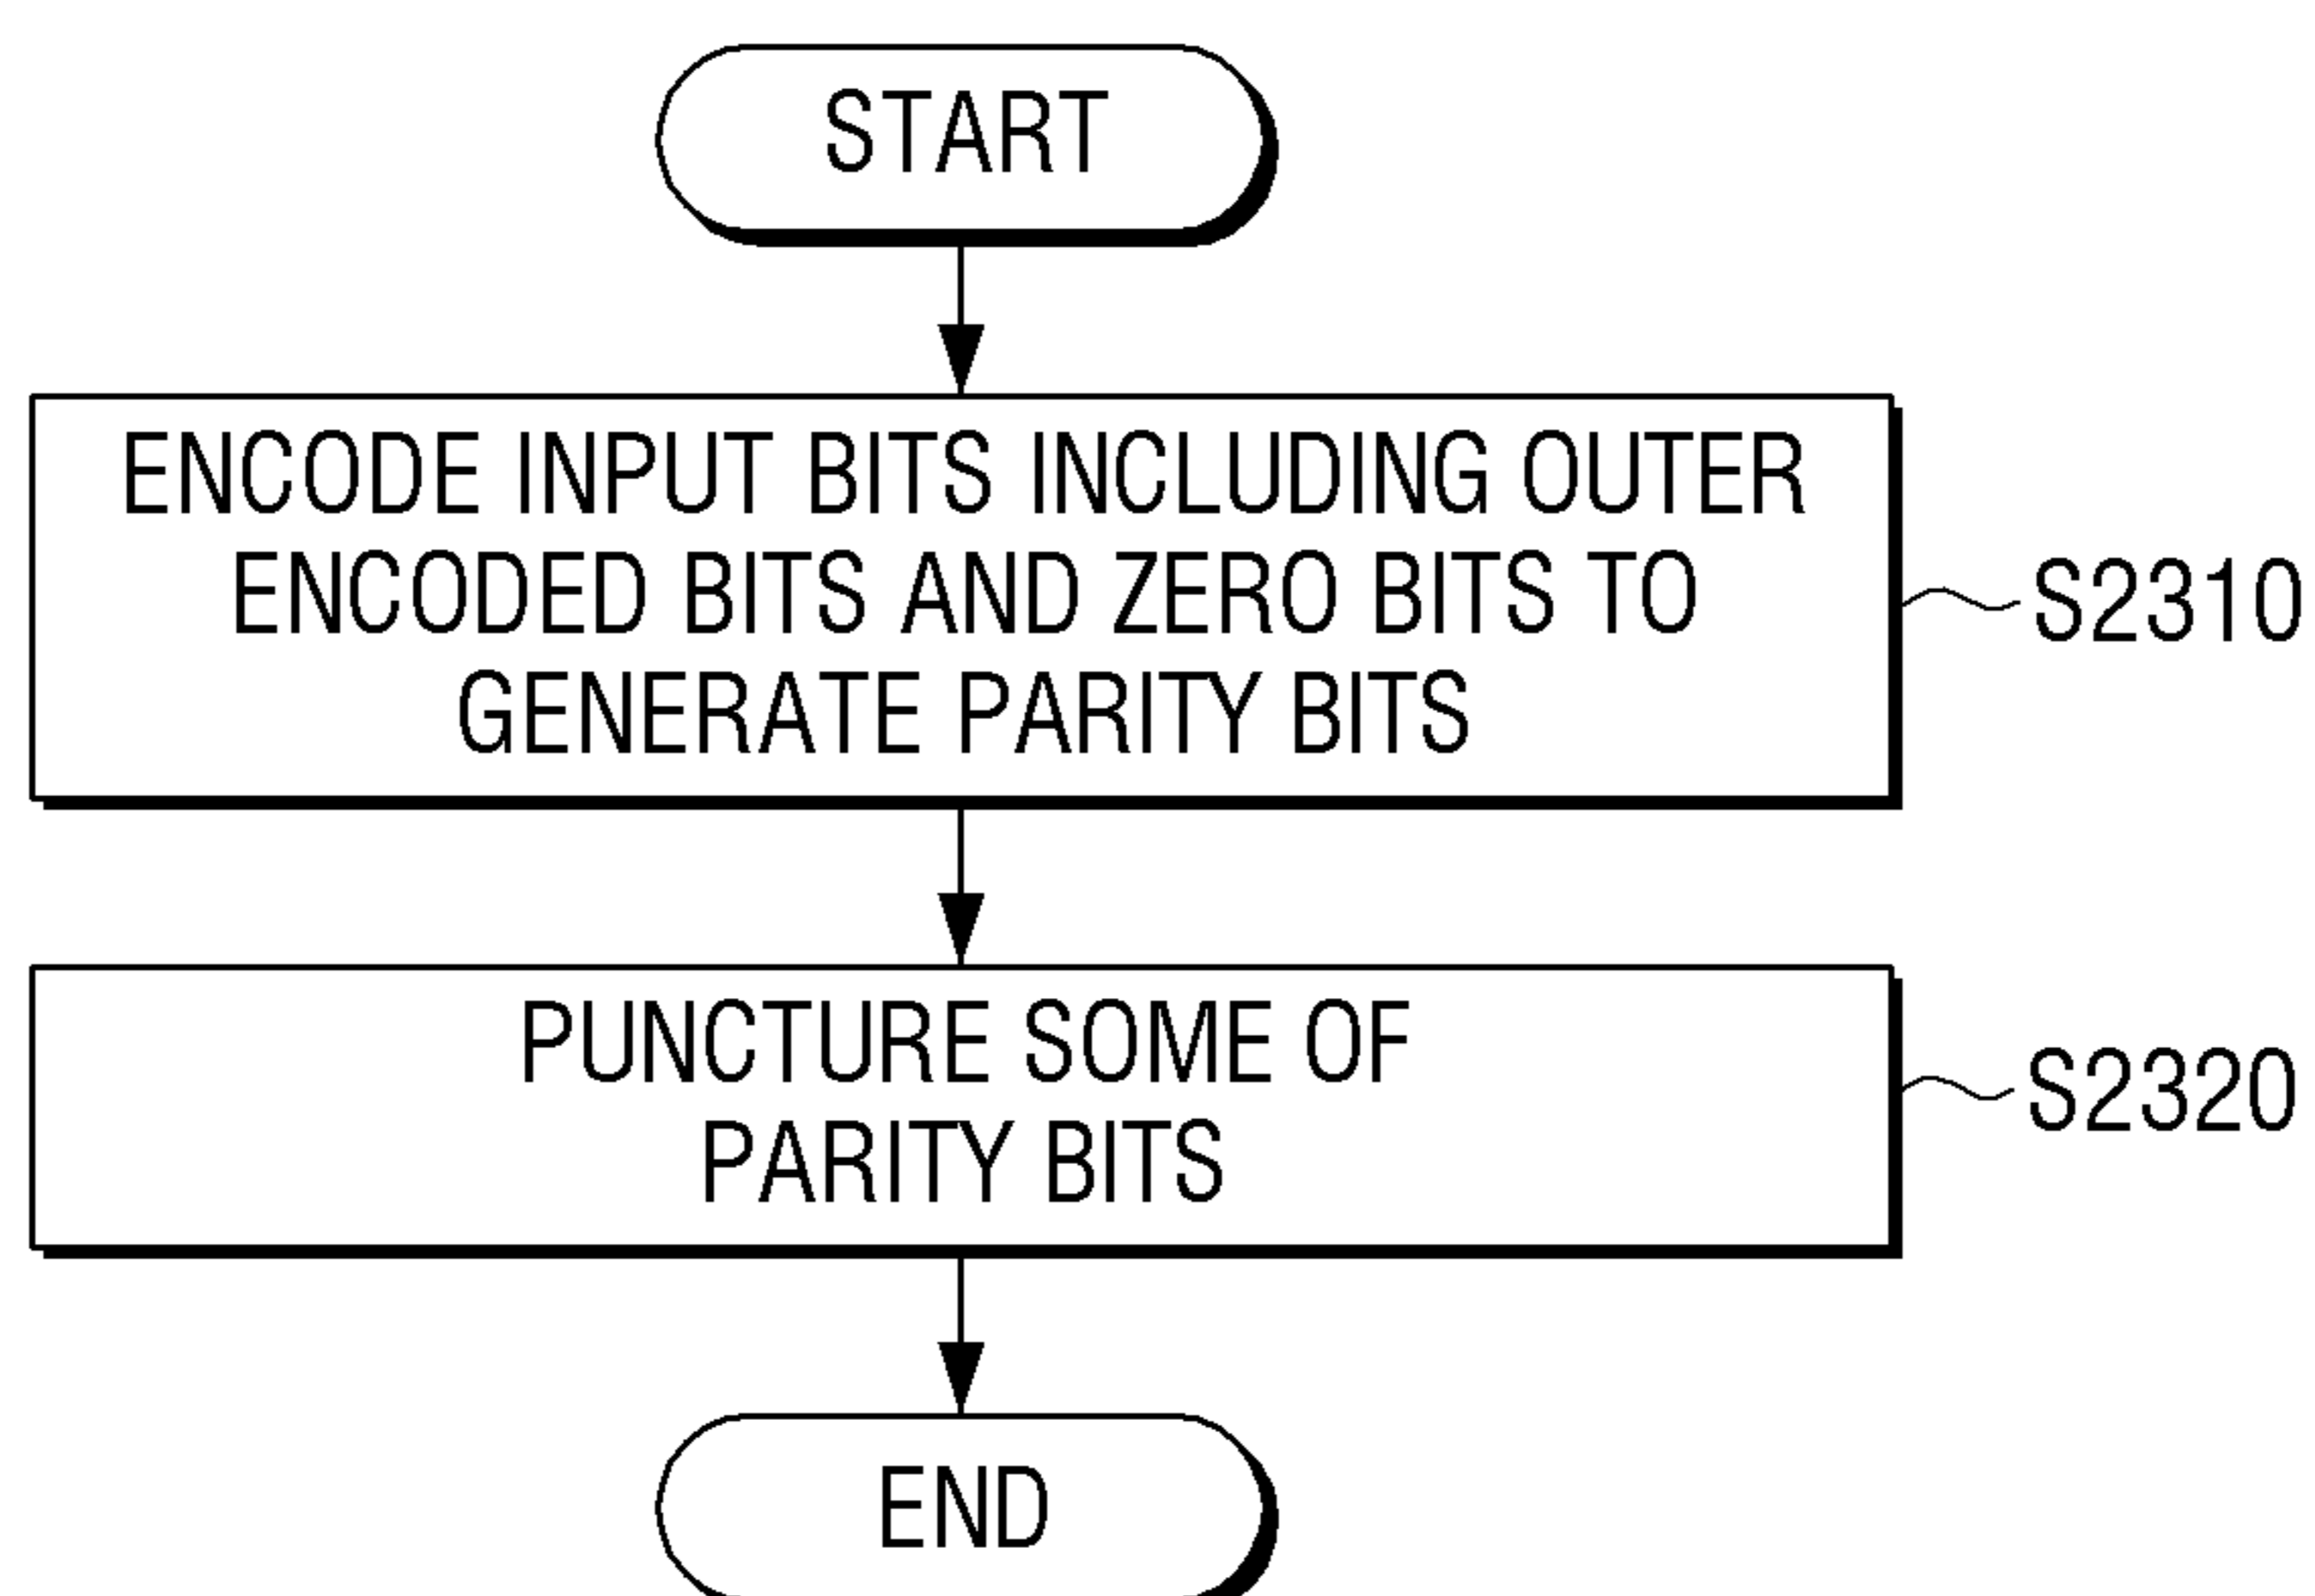 START
ENCODE INPUT BITS INCLUDING OUTER
ENCODED BITS AND ZERO BITS TO
GENERATE PARITY BITS
S2310
PUNCTURE SOME OF
PARITY BITS
S2320
END